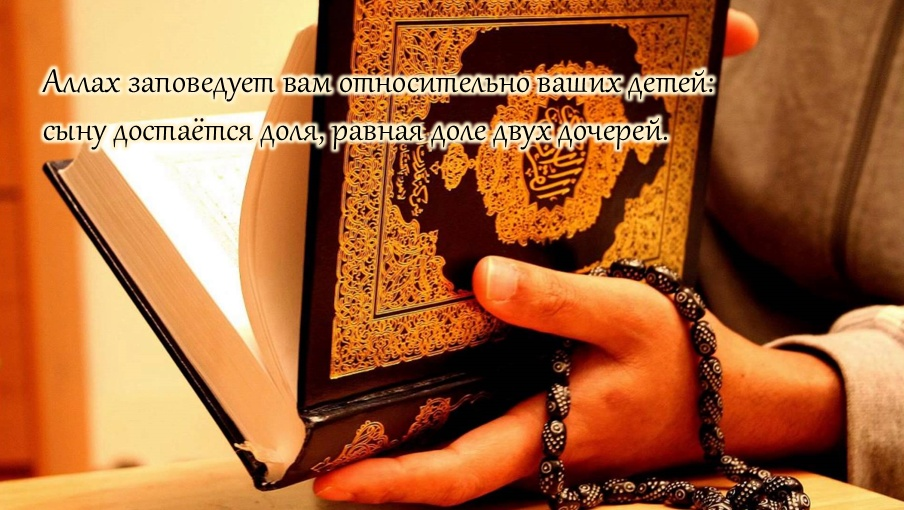 Аллах заповедует вам относительно ваших детей:
сыну достаётся доля, равная доле двух дочерей.